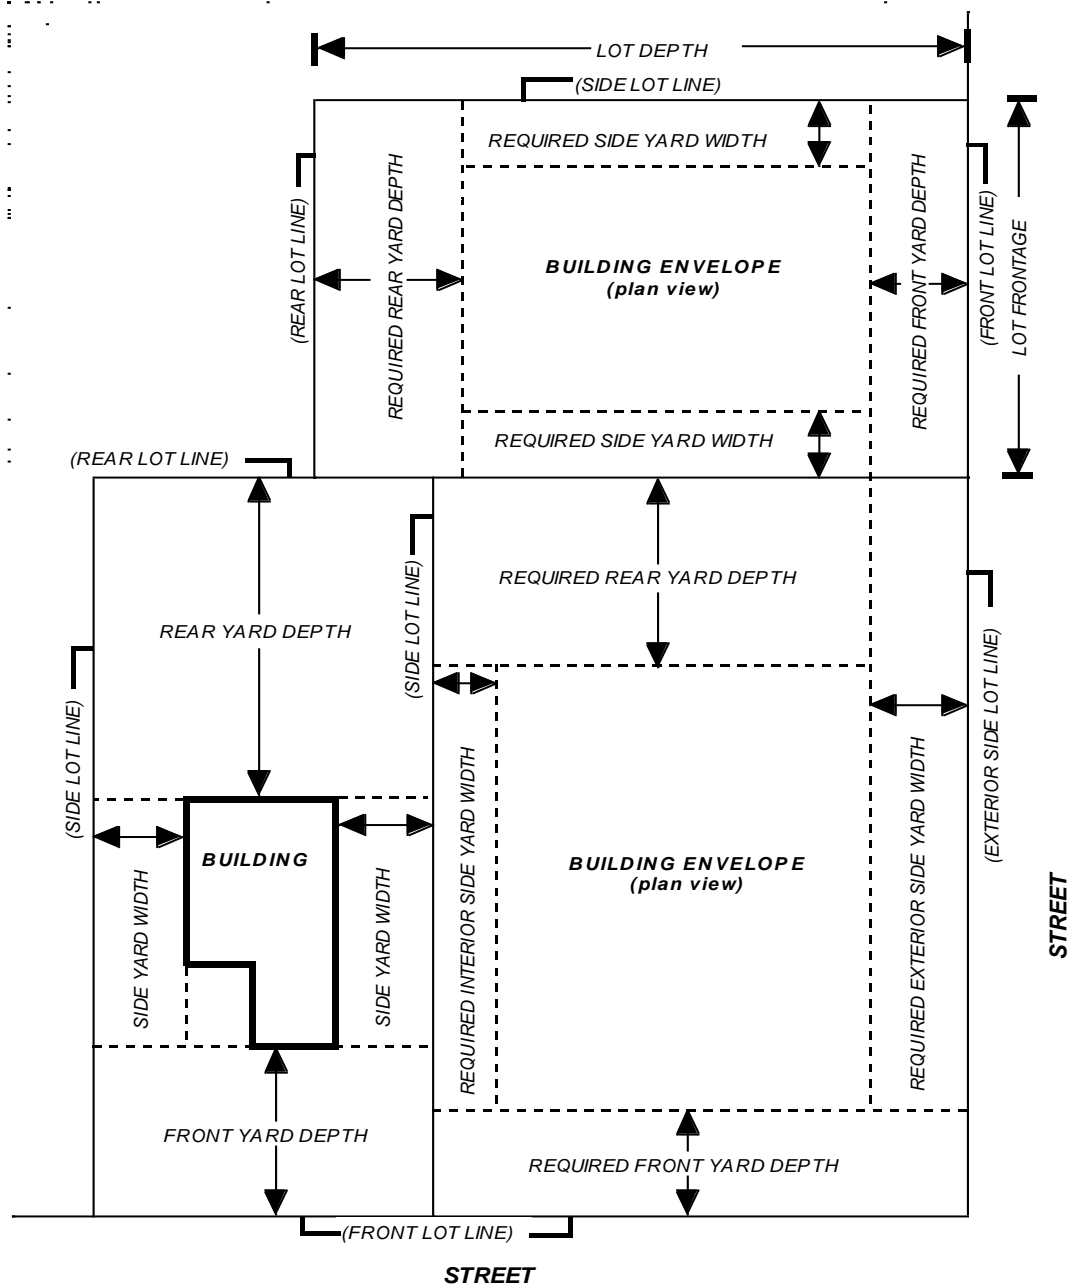 LOT DEPTH
(SIDE LOT LINE)
REQUIRED SIDE YARD WIDTH
(REAR LOT LINE)
REQUIRED REAR YARD DEPTH
BUILDING ENVELOPE
(plan view)
REQUIRED FRONT YARD DEPTH
(FRONT LOT LINE)
LOT FRONTAGE
REQUIRED SIDE YARD WIDTH
(REAR LOT LINE)
(SIDE LOT LINE)
REQUIRED REAR YARD DEPTH
REAR YARD DEPTH
(SIDE LOT LINE)
(EXTERIOR SIDE LOT LINE)
BUILDING
SIDE YARD WIDTH
SIDE YARD WIDTH
REQUIRED INTERIOR SIDE YARD WIDTH
BUILDING ENVELOPE
(plan view)
REQUIRED EXTERIOR SIDE YARD WIDTH
STREET
FRONT YARD DEPTH
REQUIRED FRONT YARD DEPTH
(FRONT LOT LINE)
STREET